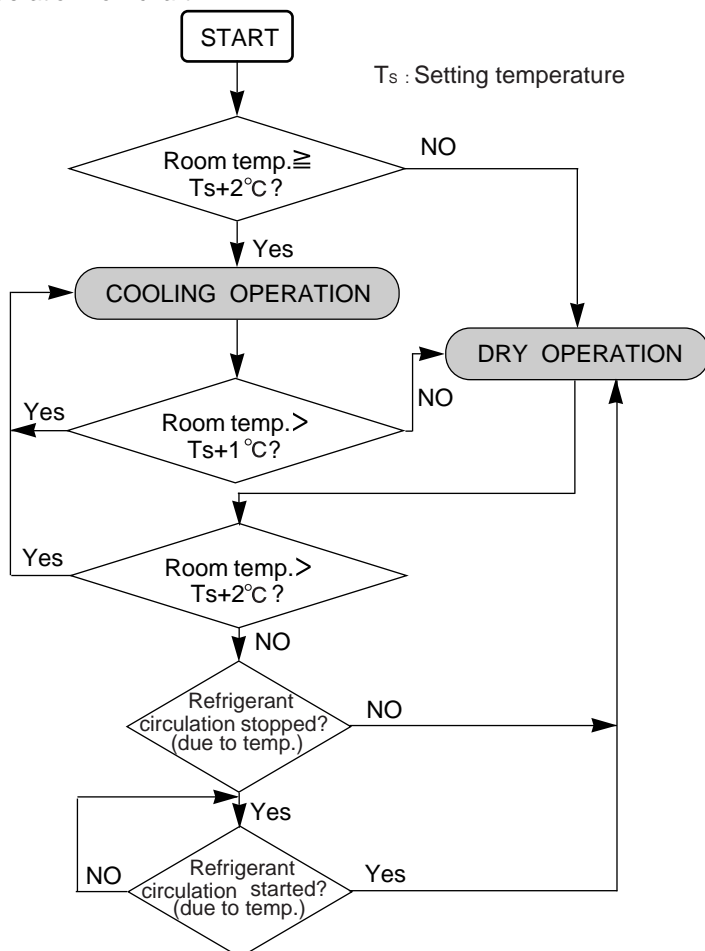 START
Ts : Setting temperature
Room temp.≧
Ts+2°C?
NO
Yes
COOLING OPERATION
DRY OPERATION
NO
Yes
Room temp.>
Ts+1°C?
Yes
Room temp.>
Ts+2°C?
NO
Refrigerant
circulation stopped?
(due to temp.)
NO
Yes
Refrigerant
circulation started?
(due to temp.)
NO
Yes